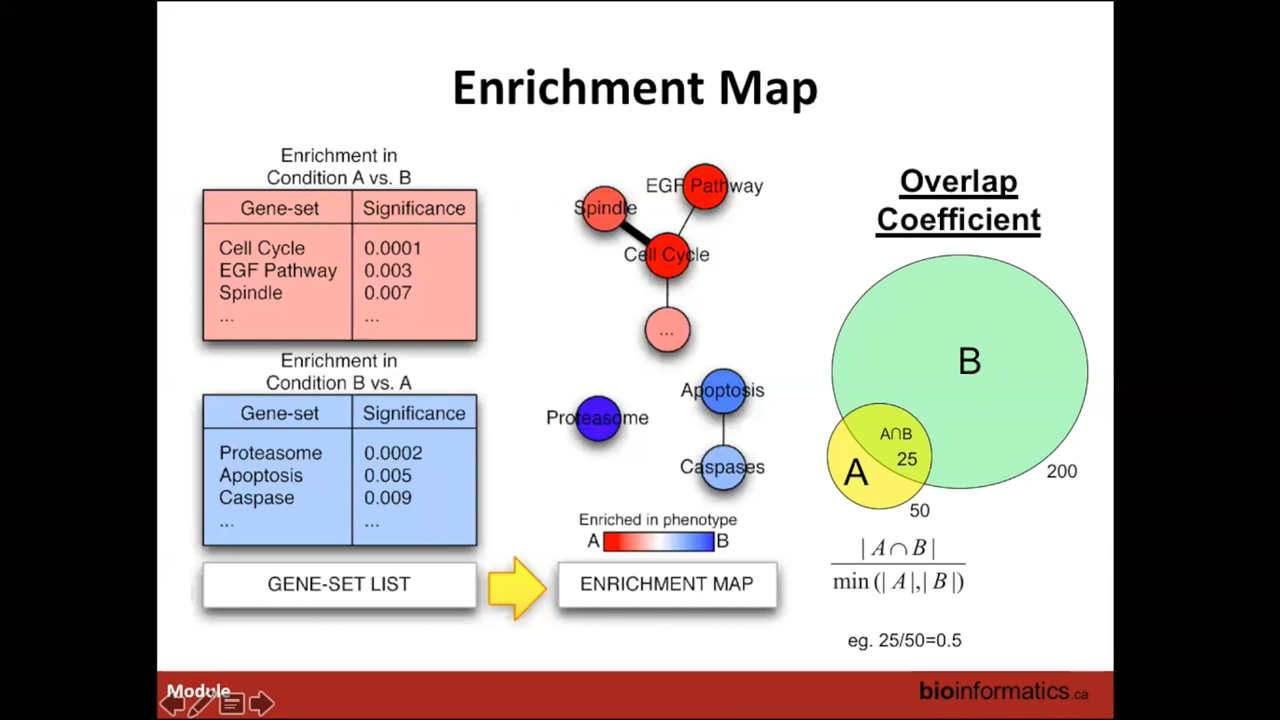 Enrichment Map
Enrichment in
Condition A vs. B
Gene-set Significance
Cell Cycle 0.0001
EGF Pathway 0.003
Spindle 0.007
... ...
Enrichment in
Condition B vs. A
Gene-set Significance
Proteasome 0.0002
Apoptosis 0.005
Caspase 0.009
... ...
GENE-SET LIST
EGF Pathway
Spindle
Cell Cycle
...
Apoptosis
Proteasome
Caspases
Enriched in phenotype
A B
ENRICHMENT MAP
Overlap
Coefficient
B
A∩B
25
A
200
50
| A ∩ B |
min (| A |,| B |)
eg. 25/50=0.5
Module
bioinformatics.ca